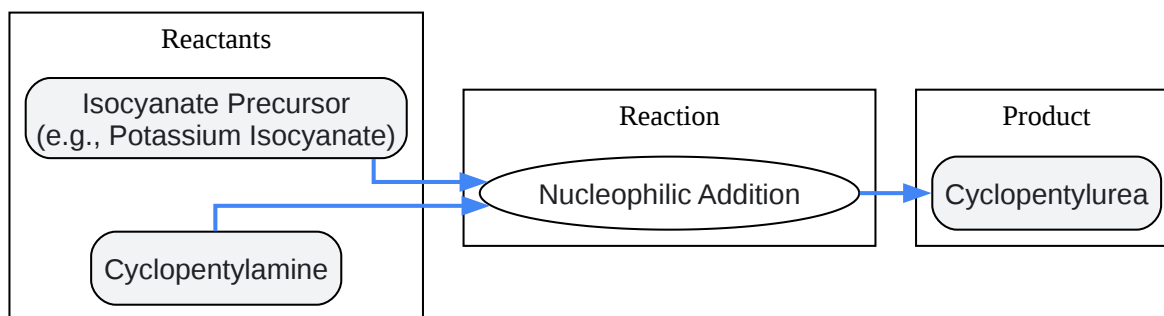 Reactants
Isocyanate Precursor
(e.g., Potassium Isocyanate)
Cyclopentylamine
Reaction
Nucleophilic Addition
Product
Cyclopentylurea